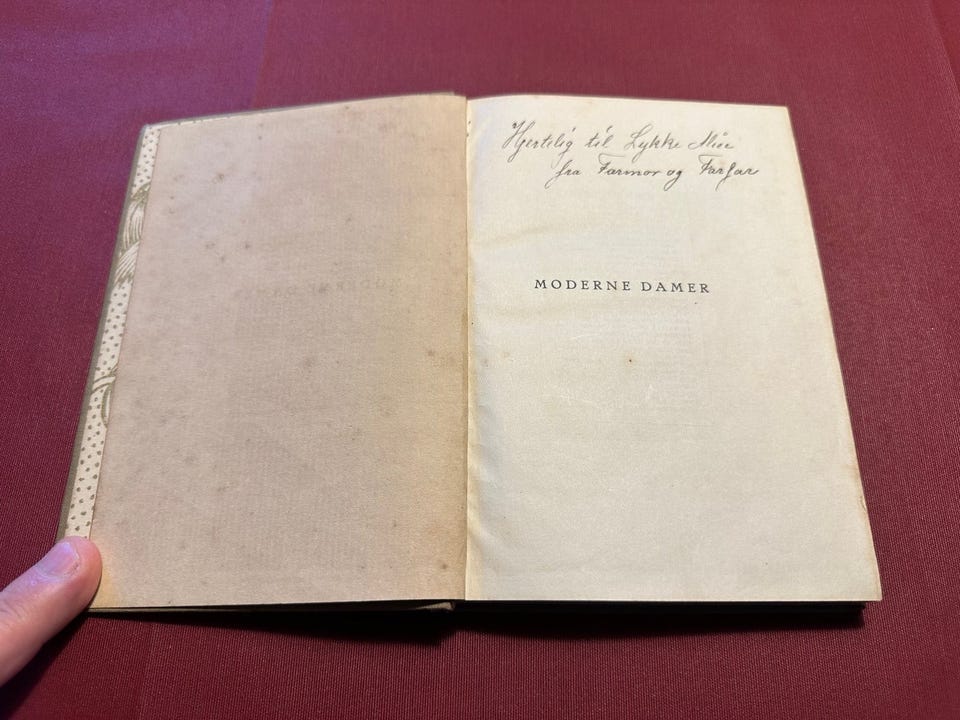 Hjertelig til Lykke Mie
fra Farmor og Farfar
MODERNE DAMER